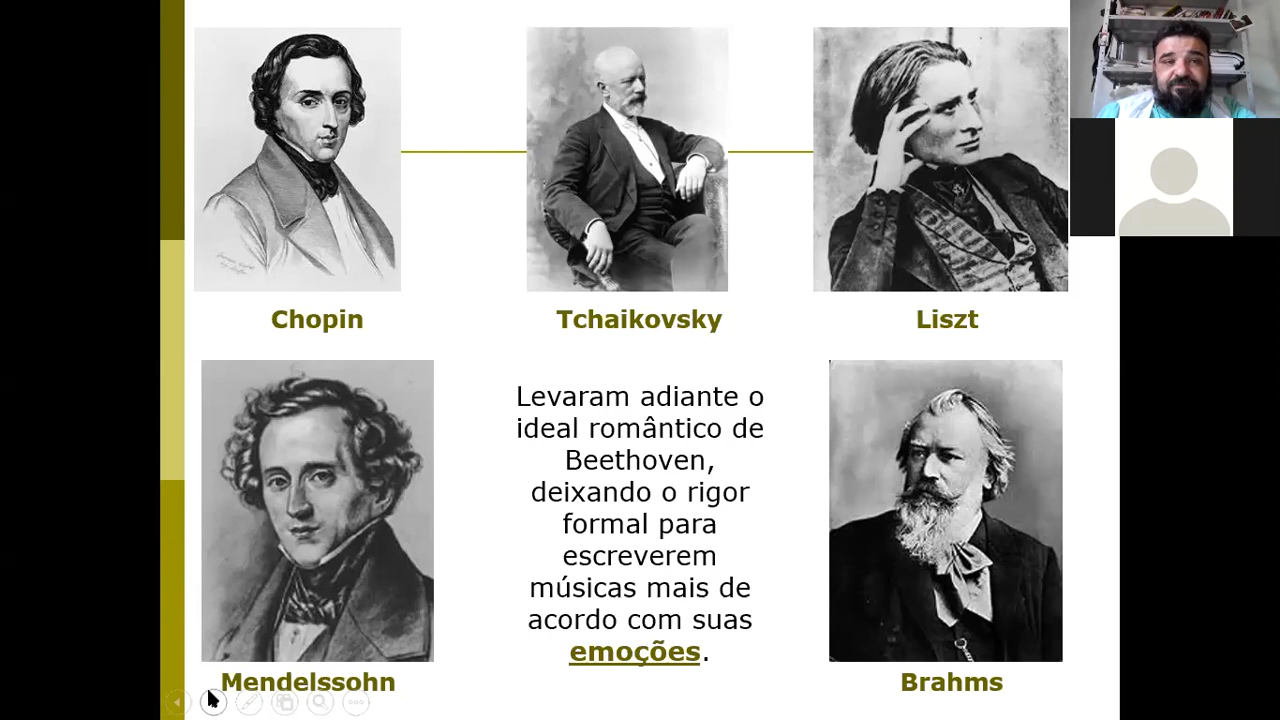 Chopin
Tchaikovsky
Liszt
Levaram adiante o
ideal romântico de
Beethoven,
deixando o rigor
formal para
escreverem
músicas mais de
acordo com suas
emoções.
Mendelssohn
Brahms